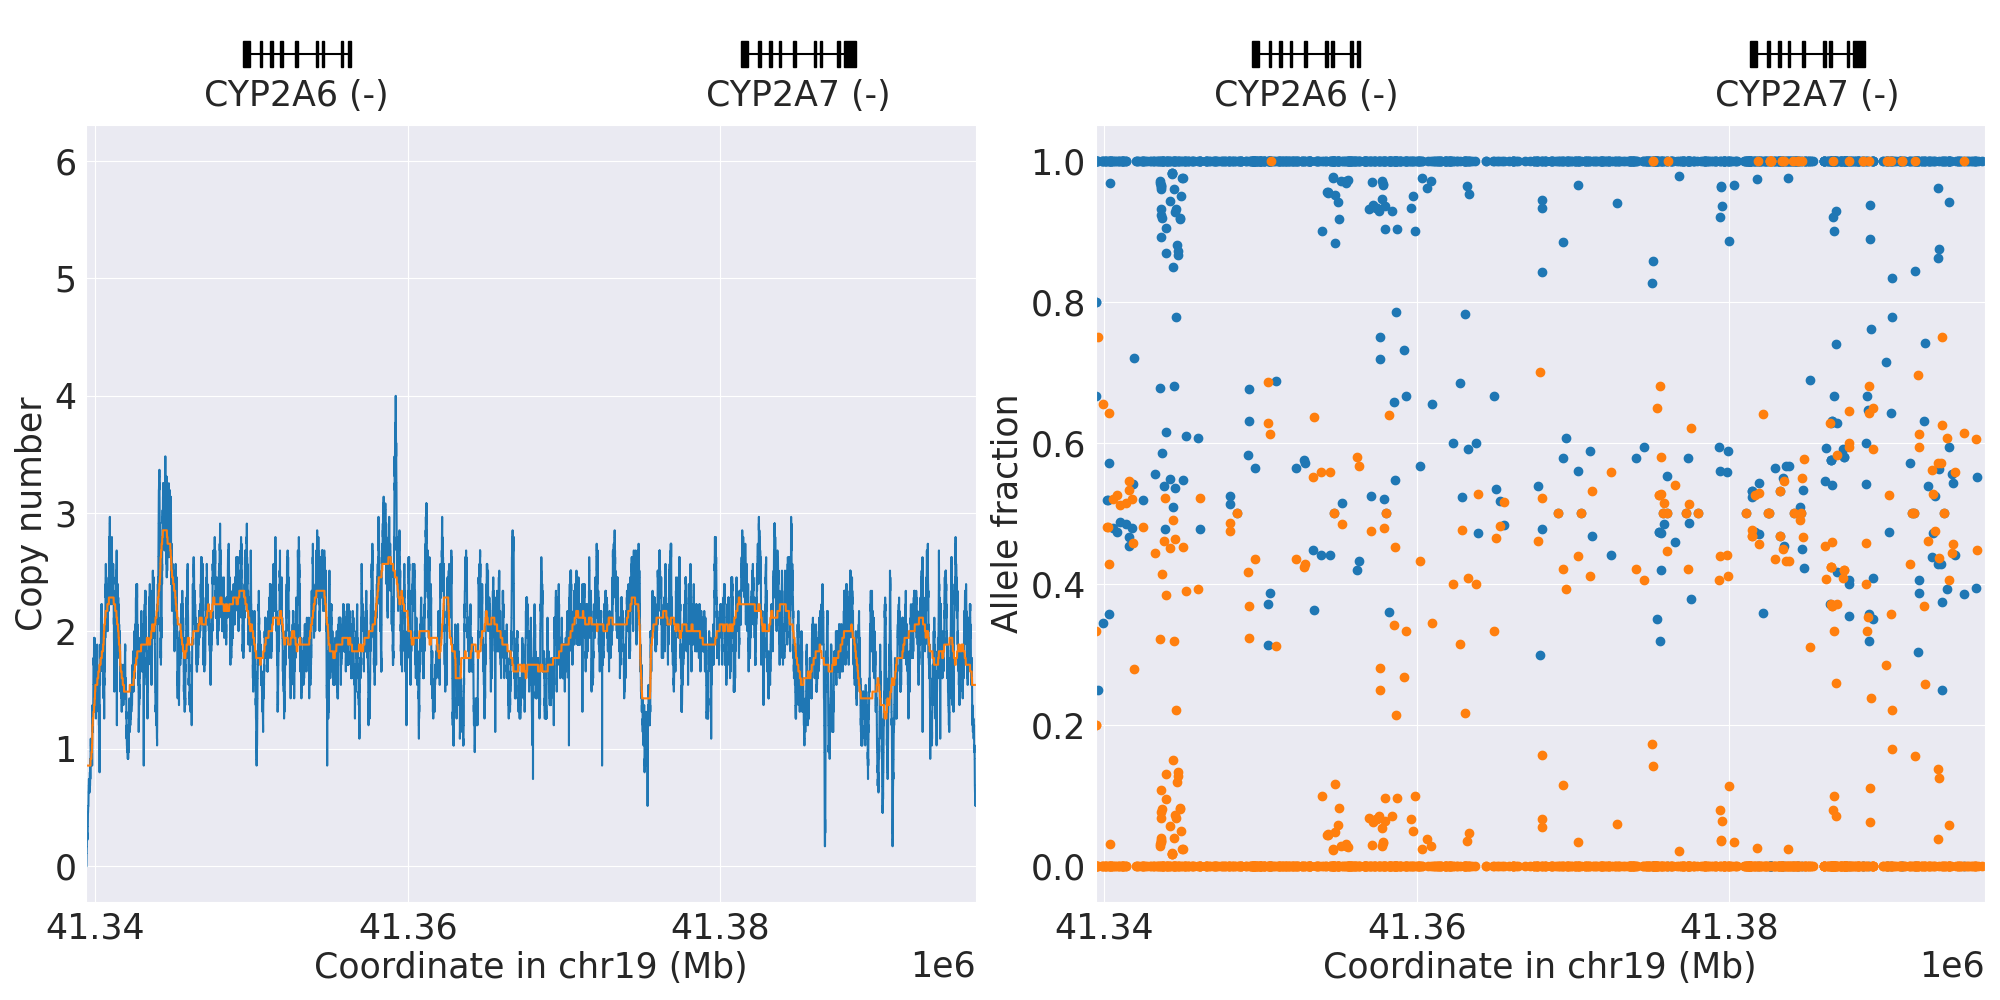 CYP2A6 (-)
CYP2A7 (-)
6
5
4
3
2
1
0
Copy number
41.34
41.36
41.38
Coordinate in chr19 (Mb)
1e6
CYP2A6 (-)
CYP2A7 (-)
1.0
0.8
0.6
0.4
0.2
0.0
Allele fraction
41.34
41.36
41.38
Coordinate in chr19 (Mb)
1e6